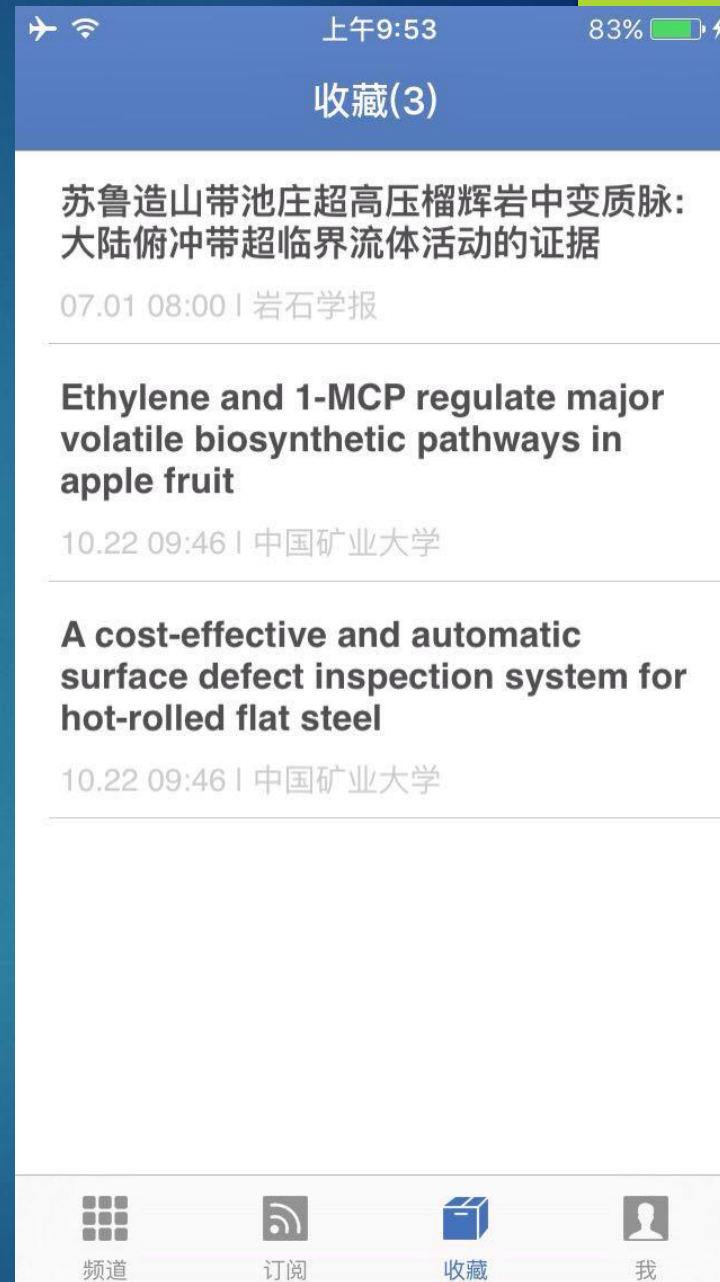 上午9:53
83%
收藏(3)
苏鲁造山带池庄超高压榴辉岩中变质脉:
大陆俯冲带超临界流体活动的证据
07.01 08:00 | 岩石学报
Ethylene and 1-MCP regulate major
volatile biosynthetic pathways in
apple fruit
10.22 09:46 | 中国矿业大学
A cost-effective and automatic
surface defect inspection system for
hot-rolled flat steel
10.22 09:46 | 中国矿业大学
频道
订阅
收藏
我